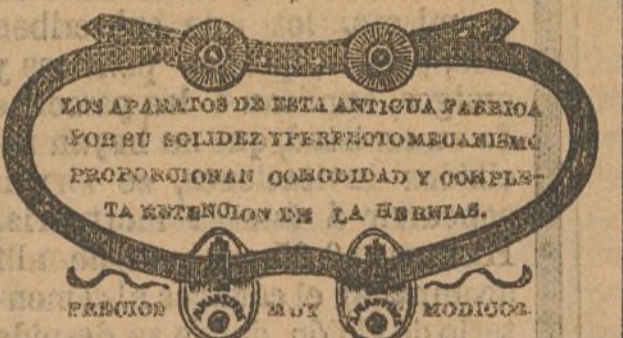 LOS APARATOS DE ESTA ANTIGUA FABRICA
POR SU SOLIDEZ Y PERFECTO MECANISMO
PROPORCIONAN COMODIDAD Y COMPLE-
TA RETENCION DE LA HERNIAS.
PRECIOS MUY MODICOS.